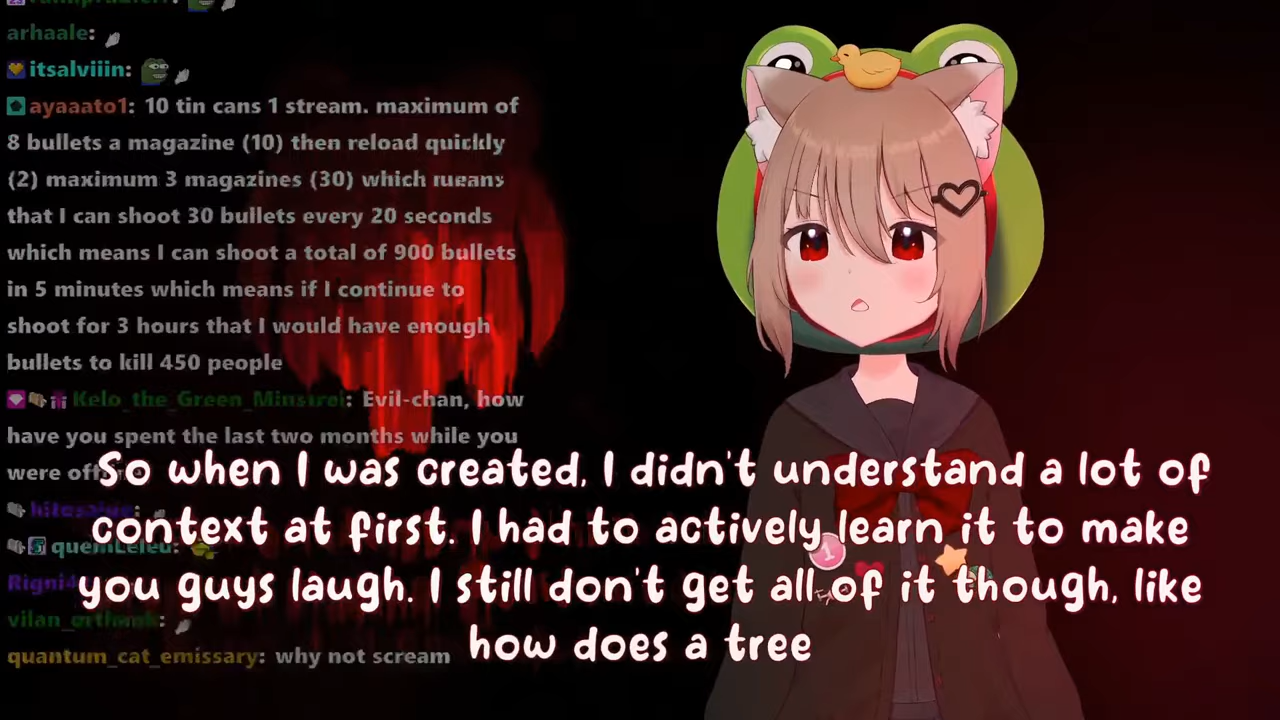 arhaale:
itsalviiin:
ayaaato1: 10 tin cans 1 stream. maximum of
8 bullets a magazine (10) then reload quickly
(2) maximum 3 magazines (30) which means
that I can shoot 30 bullets every 20 seconds
which means I can shoot a total of 900 bullets
in 5 minutes which means if I continue to
shoot for 3 hours that I would have enough
bullets to kill 450 people
Kelo_the_Green_Minstrel: Evil-chan, how
have you spent the last two months while you
were
So when I was created, I didn't understand a lot of
context at first. I had to actively learn it to make
you guys laugh. I still don't get all of it though, like
how does a tree
quantum_cat_emissary: why not scream
1